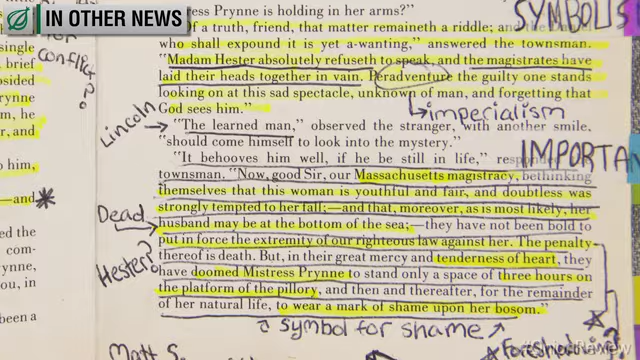 IN OTHER NEWS
SYMBOLS
ress Prynne is holding in her arms?"
of a truth, friend, that matter remaineth a riddle; and the
who shall expound it is yet a-wanting," answered the townsman.
"Madam Hester absolutely refuseth to speak, and the magistrates have
laid their heads together in vain. Peradventure the guilty one stands
looking on at this sad spectacle, unknown of man, and forgetting that
God sees him."
imperialism
Lincoln
"The learned man," observed the stranger, with another smile,
"should come himself to look into the mystery."
IMPORTAN
"It behooves him well, if he be still in life," respo
townsman. "Now, good Sir, our Massachusetts magistracy, bethinking
themselves that this woman is youthful and fair, and doubtless was
strongly tempted to her fall;—and that, moreover, as is most likely, her
husband may be at the bottom of the sea;—they have not been bold to
put in force the extremity of our righteous law against her. The penalty
thereof is death. But, in their great mercy and tenderness of heart, they
have doomed Mistress Prynne to stand only a space of three hours on
the platform of the pillory, and then and thereafter, for the remainder
of her natural life, to wear a mark of shame upon her bosom."
symbol for shame
Dead
Hester?
conflict?
single
brief
osided
rynne
m, he
r, and
him,
—and
ed the
com-
ynne,
ou, in
been a
Matt S.